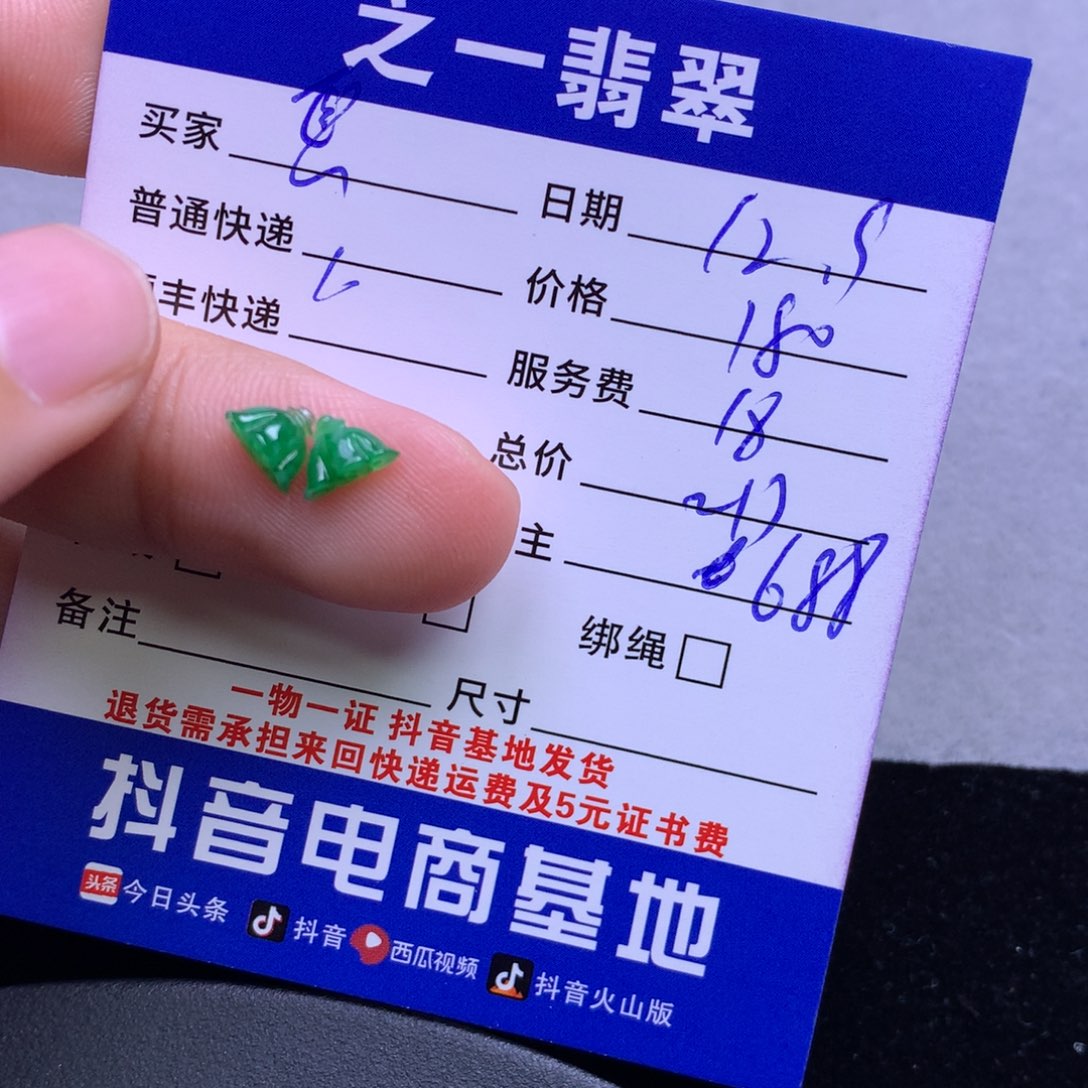 之一翡翠
买家 日期 12.5
普通快递 价格 180
丰快递 服务费 18
总价
主 688
备注 绑绳
尺寸
一物一证 抖音基地发货
退货需承担来回快递运费及5元证书费
抖音电商基地
头条 今日头条 抖音 西瓜视频 抖音火山版